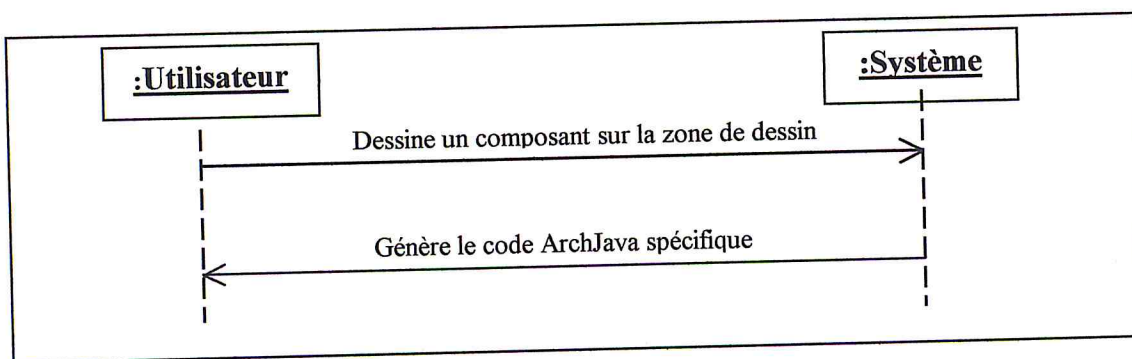 :Utilisateur
:Système
Dessine un composant sur la zone de dessin
Génère le code ArchJava spécifique